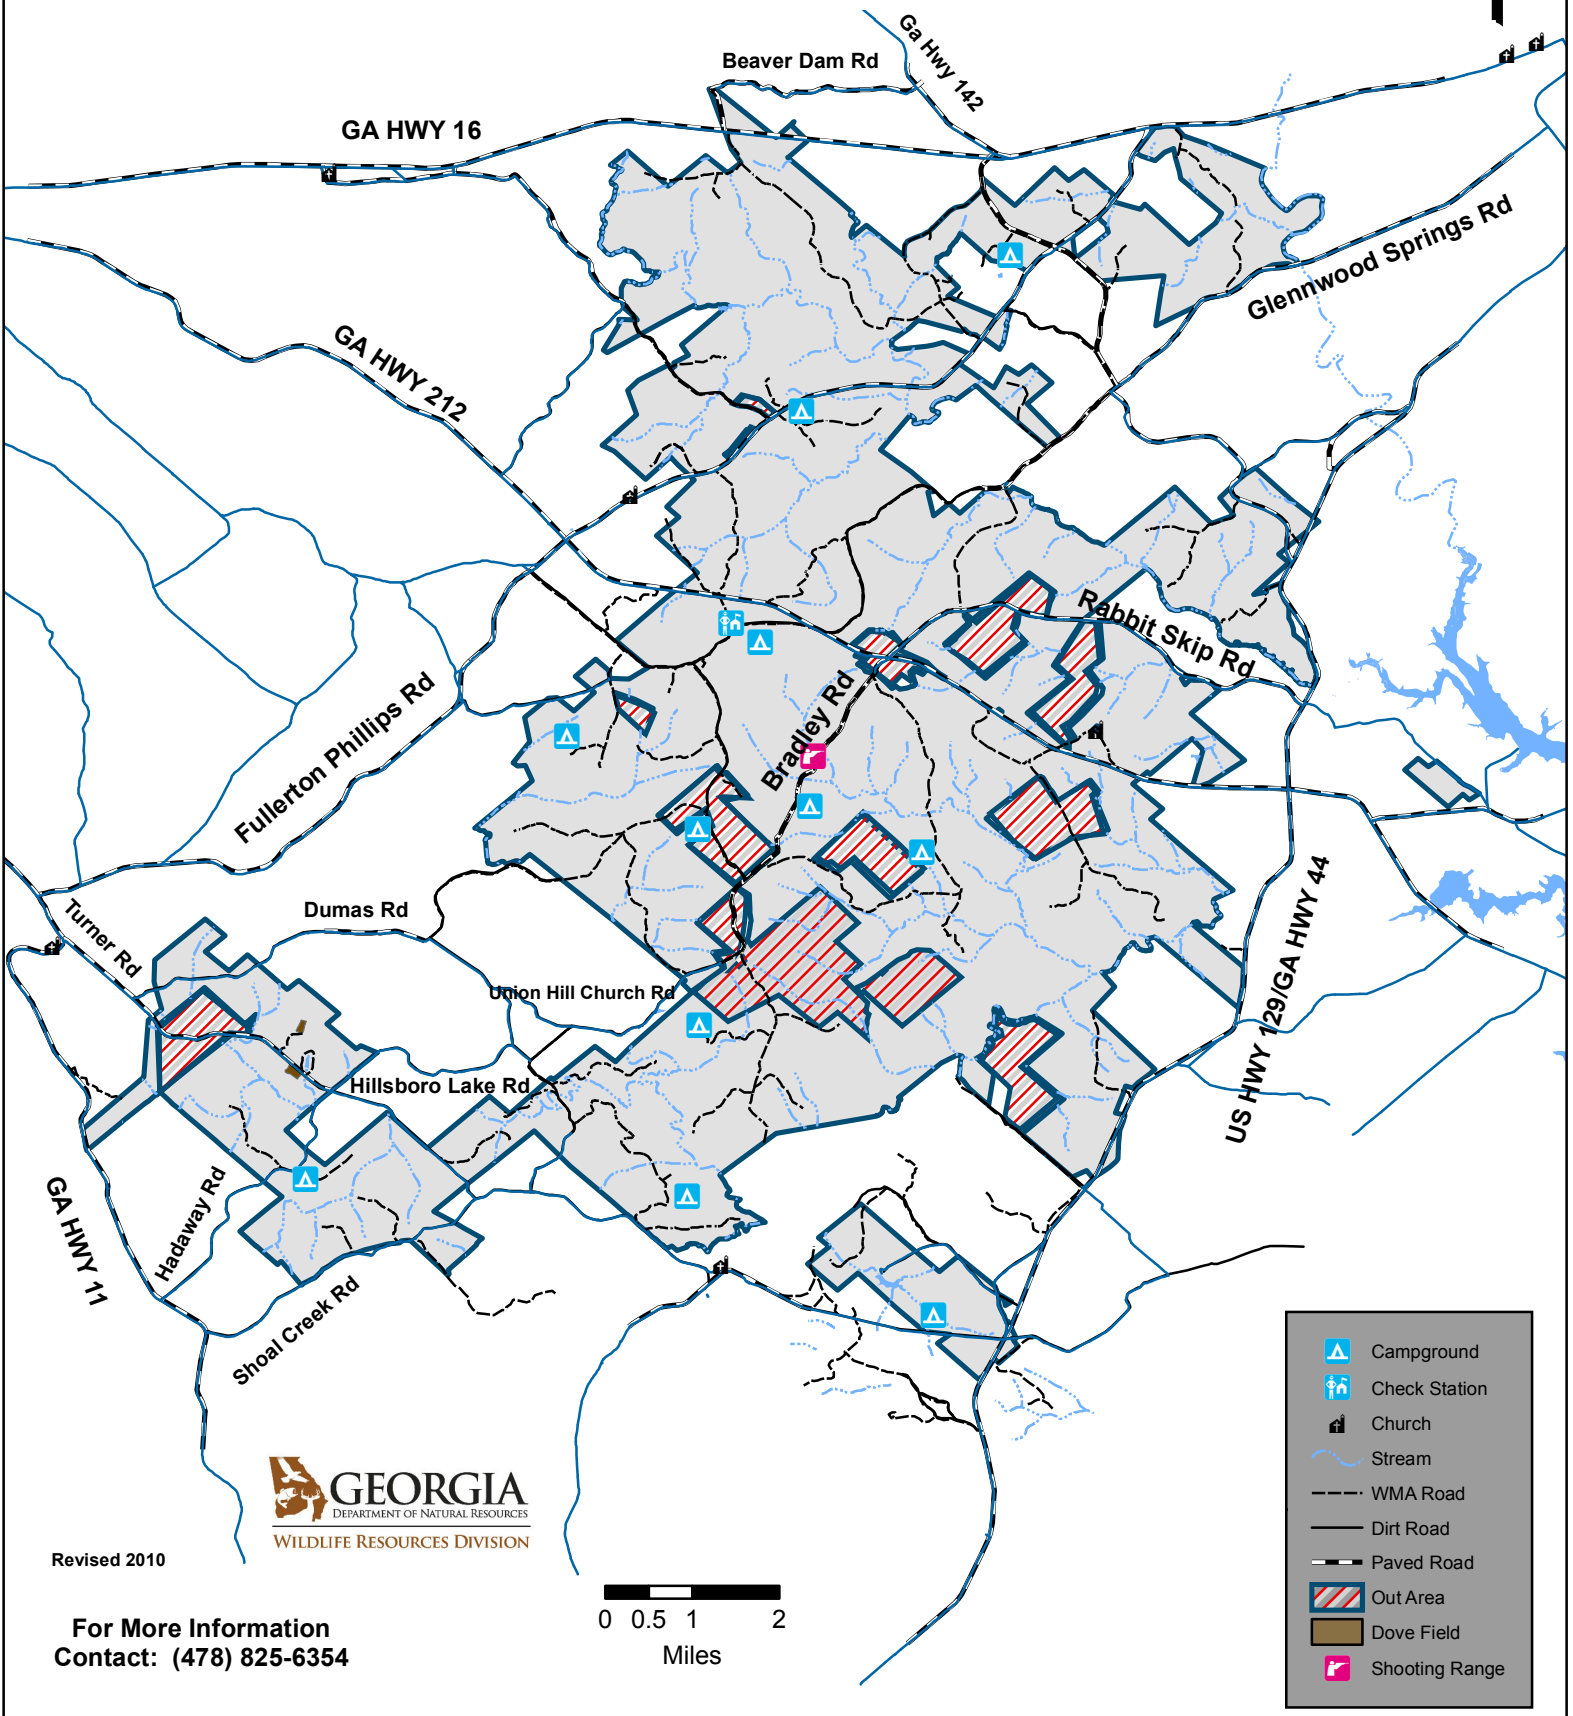 Beaver Dam Rd
Ga Hwy 142
GA HWY 16
Glennwood Springs Rd
GA HWY 212
Rabbit Skip Rd
Bradley Rd
Fullerton Phillips Rd
Turner Rd
Dumas Rd
Union Hill Church Rd
US HWY 129/GA HWY 44
Hillsboro Lake Rd
Hadaway Rd
GA HWY 11
Shoal Creek Rd
Campground
Check Station
Church
Stream
WMA Road
Dirt Road
Paved Road
Out Area
Dove Field
Shooting Range
GEORGIA
DEPARTMENT OF NATURAL RESOURCES
WILDLIFE RESOURCES DIVISION
Revised 2010
For More Information
Contact: (478) 825-6354
0 0.5 1 2
Miles